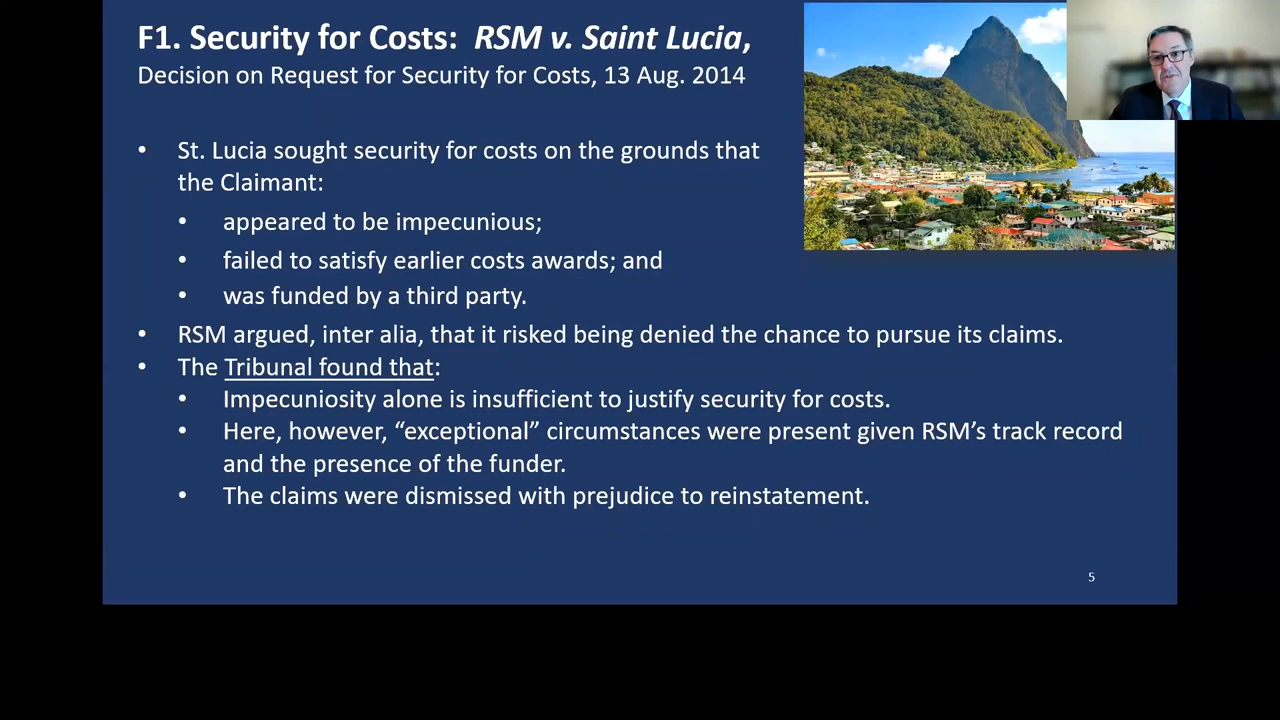 F1. Security for Costs: RSM v. Saint Lucia,
Decision on Request for Security for Costs, 13 Aug. 2014
• St. Lucia sought security for costs on the grounds that
the Claimant:
• appeared to be impecunious;
• failed to satisfy earlier costs awards; and
• was funded by a third party.
• RSM argued, inter alia, that it risked being denied the chance to pursue its claims.
• The Tribunal found that:
• Impecuniosity alone is insufficient to justify security for costs.
• Here, however, “exceptional” circumstances were present given RSM’s track record
and the presence of the funder.
• The claims were dismissed with prejudice to reinstatement.
5